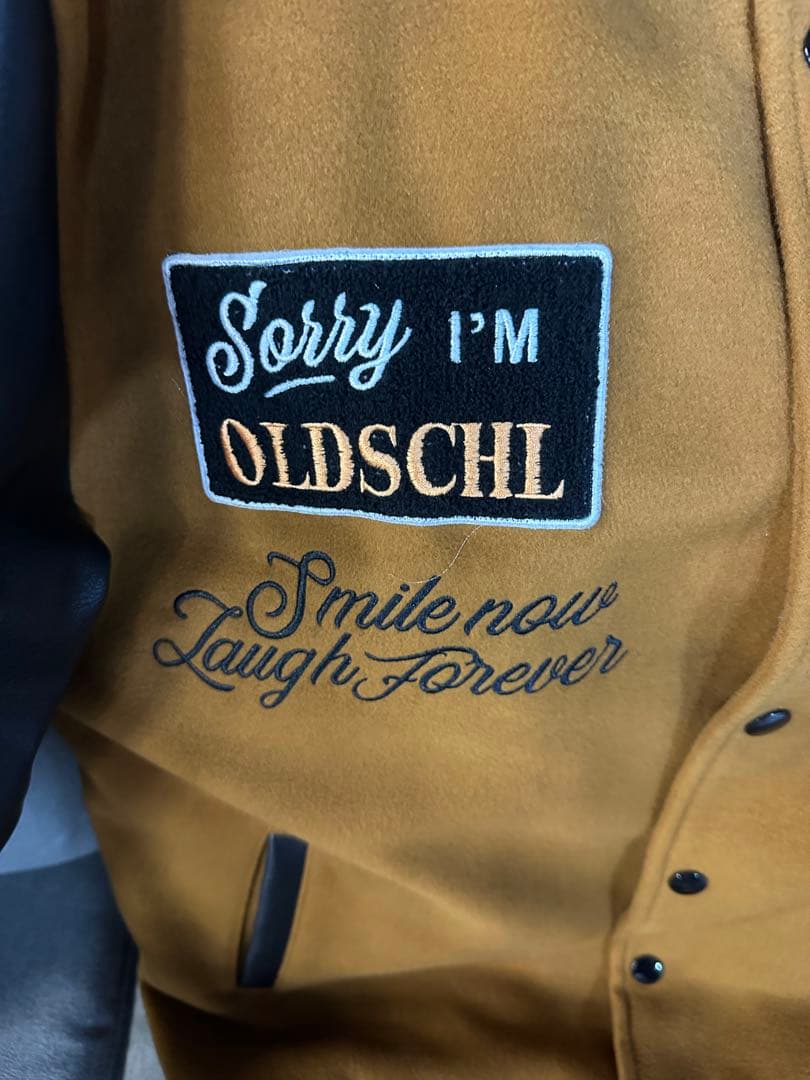 Sorry I'M
OLDSCHL
Smile now
Laugh Forever